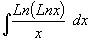 ∫ Ln(Lnx)/x dx